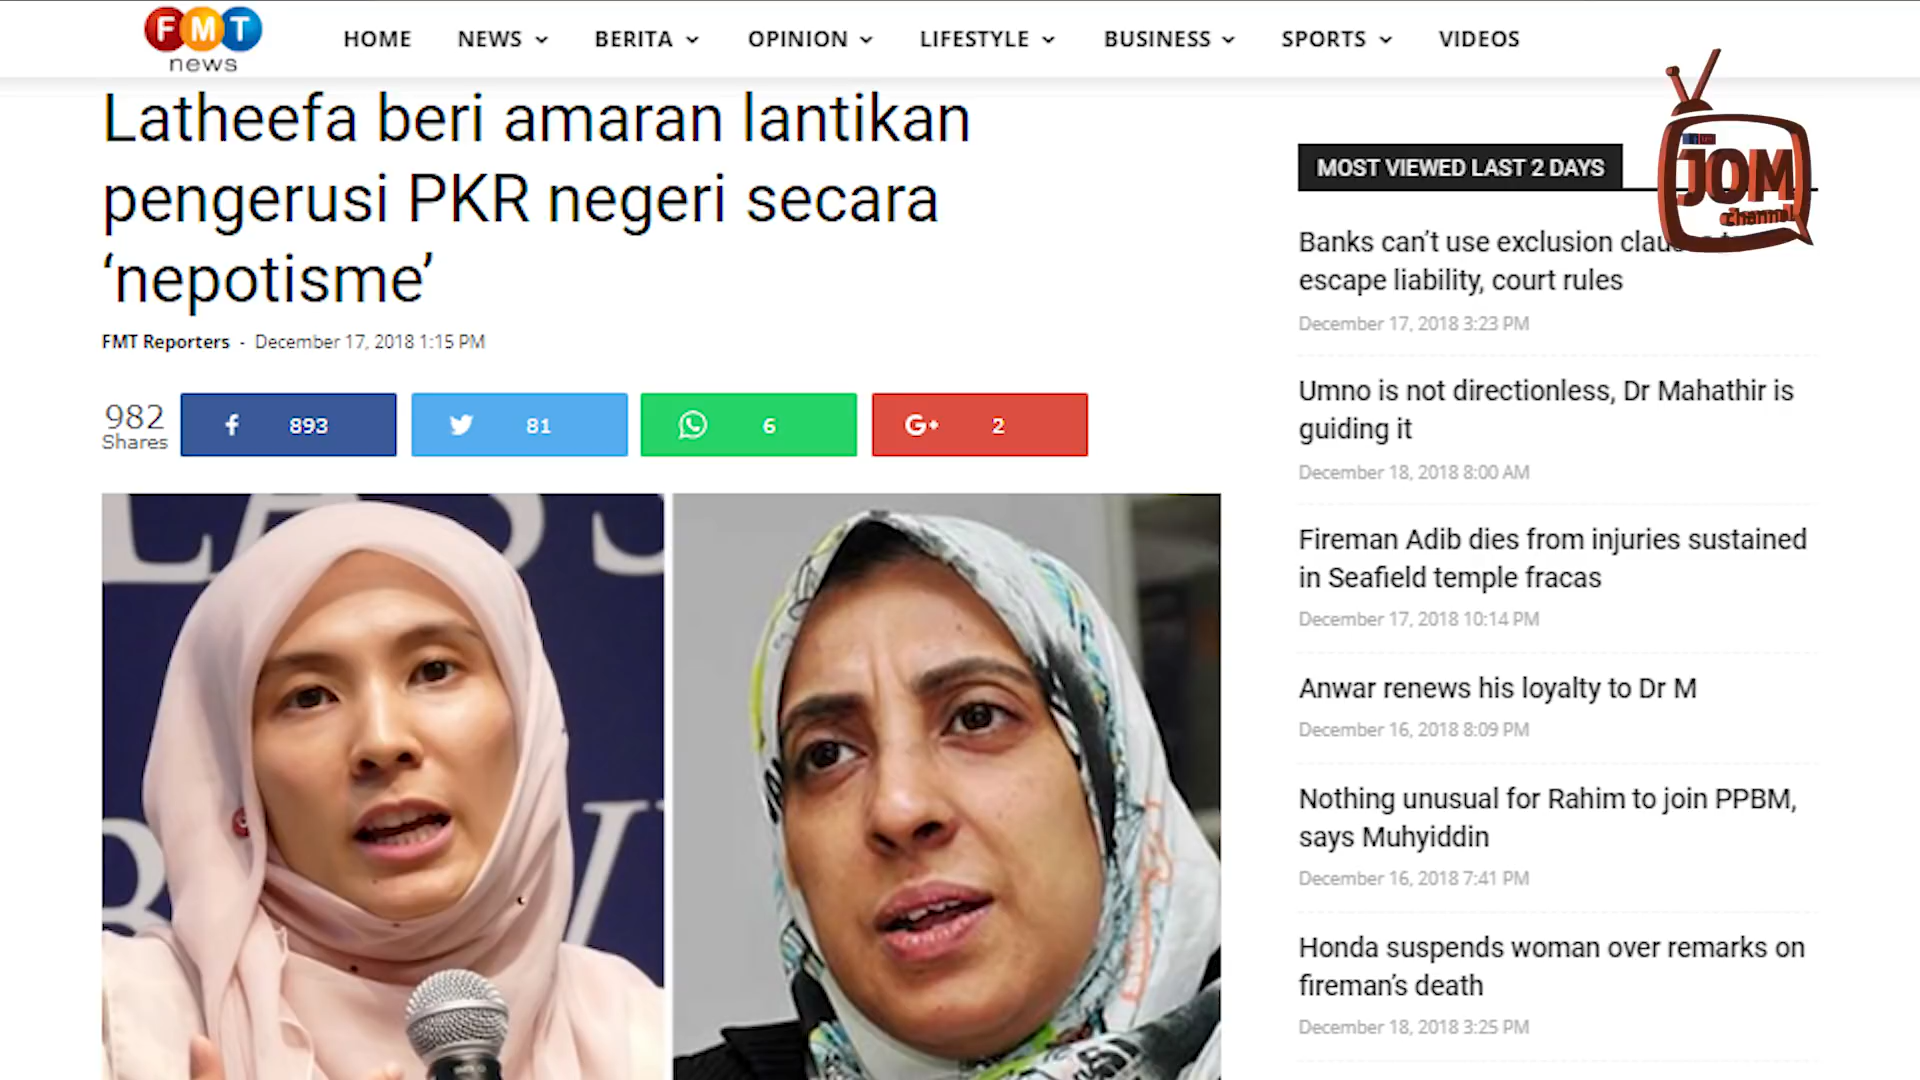 FMT
news
HOME
NEWS
BERITA
OPINION
LIFESTYLE
BUSINESS
SPORTS
VIDEOS
Latheefa beri amaran lantikan
pengerusi PKR negeri secara
‘nepotisme’
FMT Reporters - December 17, 2018 1:15 PM
982
Shares
893
81
6
G+ 2
MOST VIEWED LAST 2 DAYS
JOM
channel
Banks can’t use exclusion
escape liability, court rules
December 17, 2018 3:23 PM
Umno is not directionless, Dr Mahathir is
guiding it
December 18, 2018 8:00 AM
Fireman Adib dies from injuries sustained
in Seafield temple fracas
December 17, 2018 10:14 PM
Anwar renews his loyalty to Dr M
December 16, 2018 8:09 PM
Nothing unusual for Rahim to join PPBM,
says Muhyiddin
December 16, 2018 7:41 PM
Honda suspends woman over remarks on
fireman’s death
December 18, 2018 3:25 PM